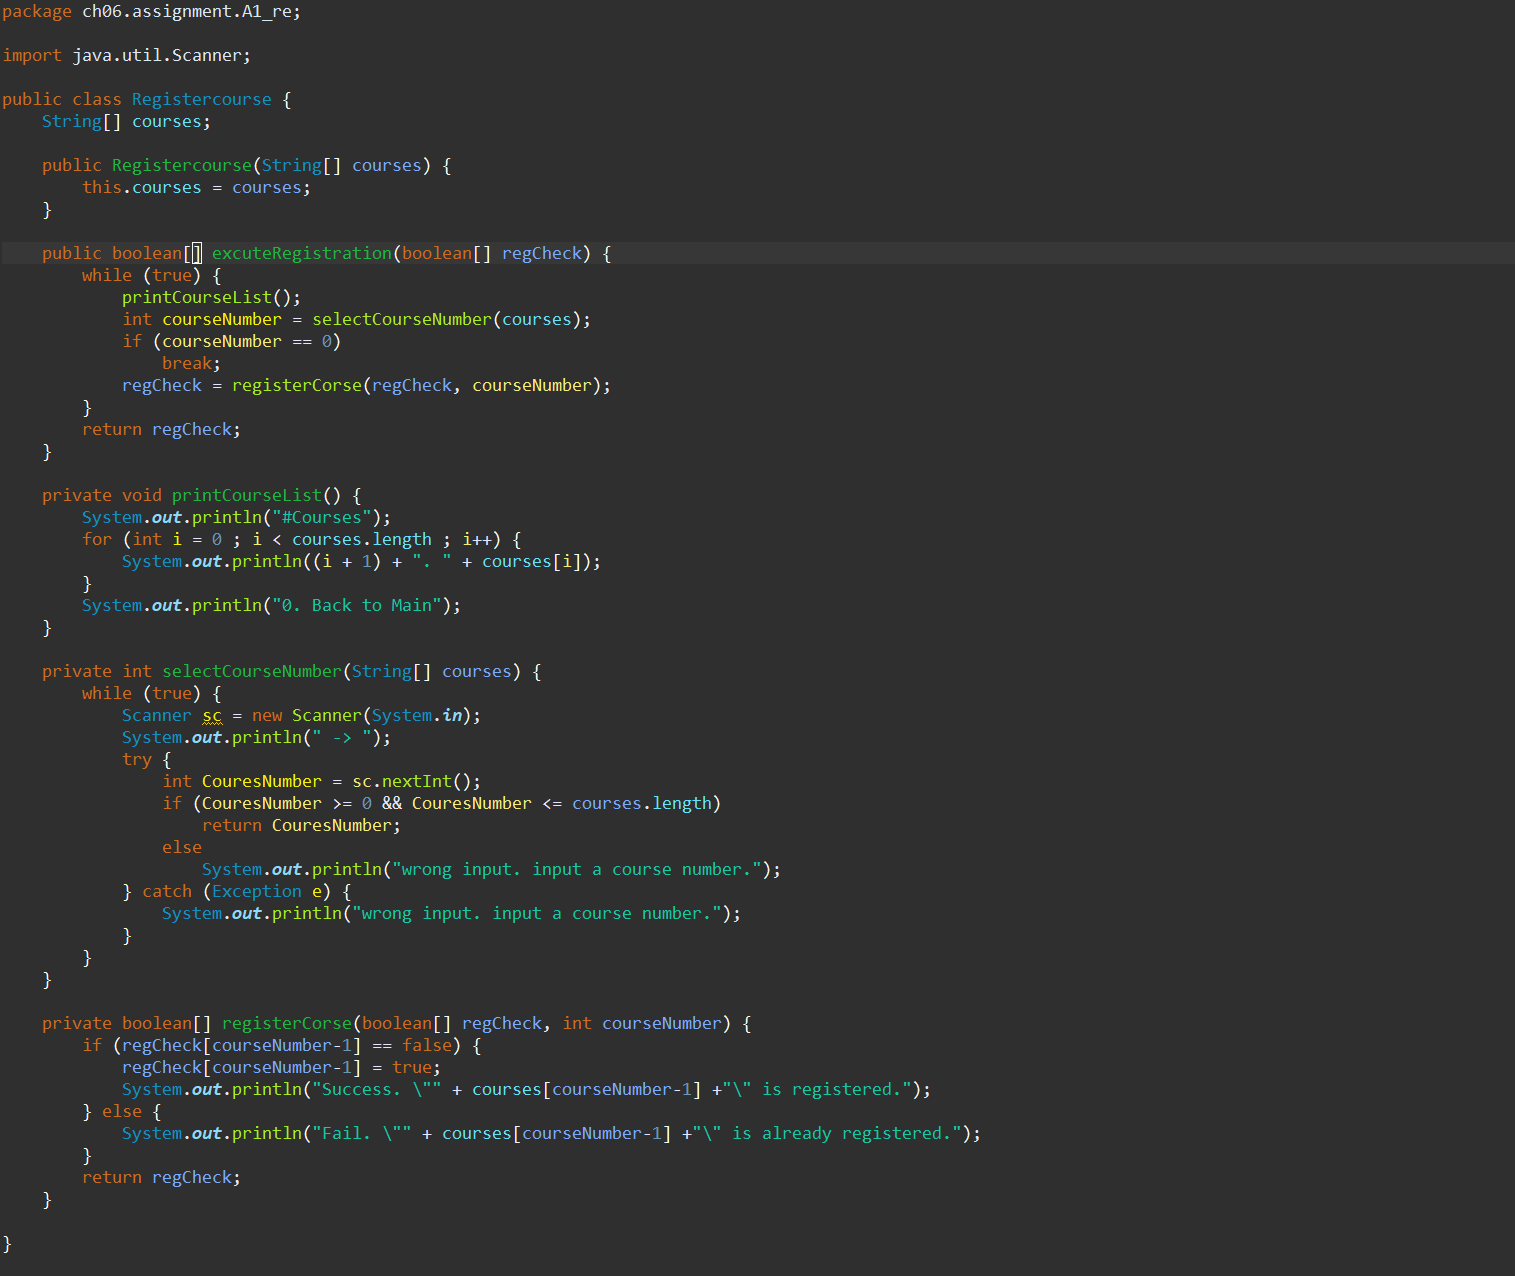 package ch06.assignment.A1_re;
import java.util.Scanner;
public class Registercourse {
String[] courses;
public Registercourse(String[] courses) {
this.courses = courses;
}
public boolean[] excuteRegistration(boolean[] regCheck) {
while (true) {
printCourseList();
int courseNumber = selectCourseNumber(courses);
if (courseNumber == 0)
break;
regCheck = registerCorse(regCheck, courseNumber);
}
return regCheck;
}
private void printCourseList() {
System.out.println("#Courses");
for (int i = 0 ; i < courses.length ; i++) {
System.out.println((i + 1) + ". " + courses[i]);
}
System.out.println("0. Back to Main");
}
private int selectCourseNumber(String[] courses) {
while (true) {
Scanner sc = new Scanner(System.in);
System.out.println(" -> ");
try {
int CouresNumber = sc.nextInt();
if (CouresNumber >= 0 && CouresNumber <= courses.length)
return CouresNumber;
else
System.out.println("wrong input. input a course number.");
} catch (Exception e) {
System.out.println("wrong input. input a course number.");
}
}
}
private boolean[] registerCorse(boolean[] regCheck, int courseNumber) {
if (regCheck[courseNumber-1] == false) {
regCheck[courseNumber-1] = true;
System.out.println("Success. \"" + courses[courseNumber-1] +"\" is registered.");
} else {
System.out.println("Fail. \"" + courses[courseNumber-1] +"\" is already registered.");
}
return regCheck;
}
}